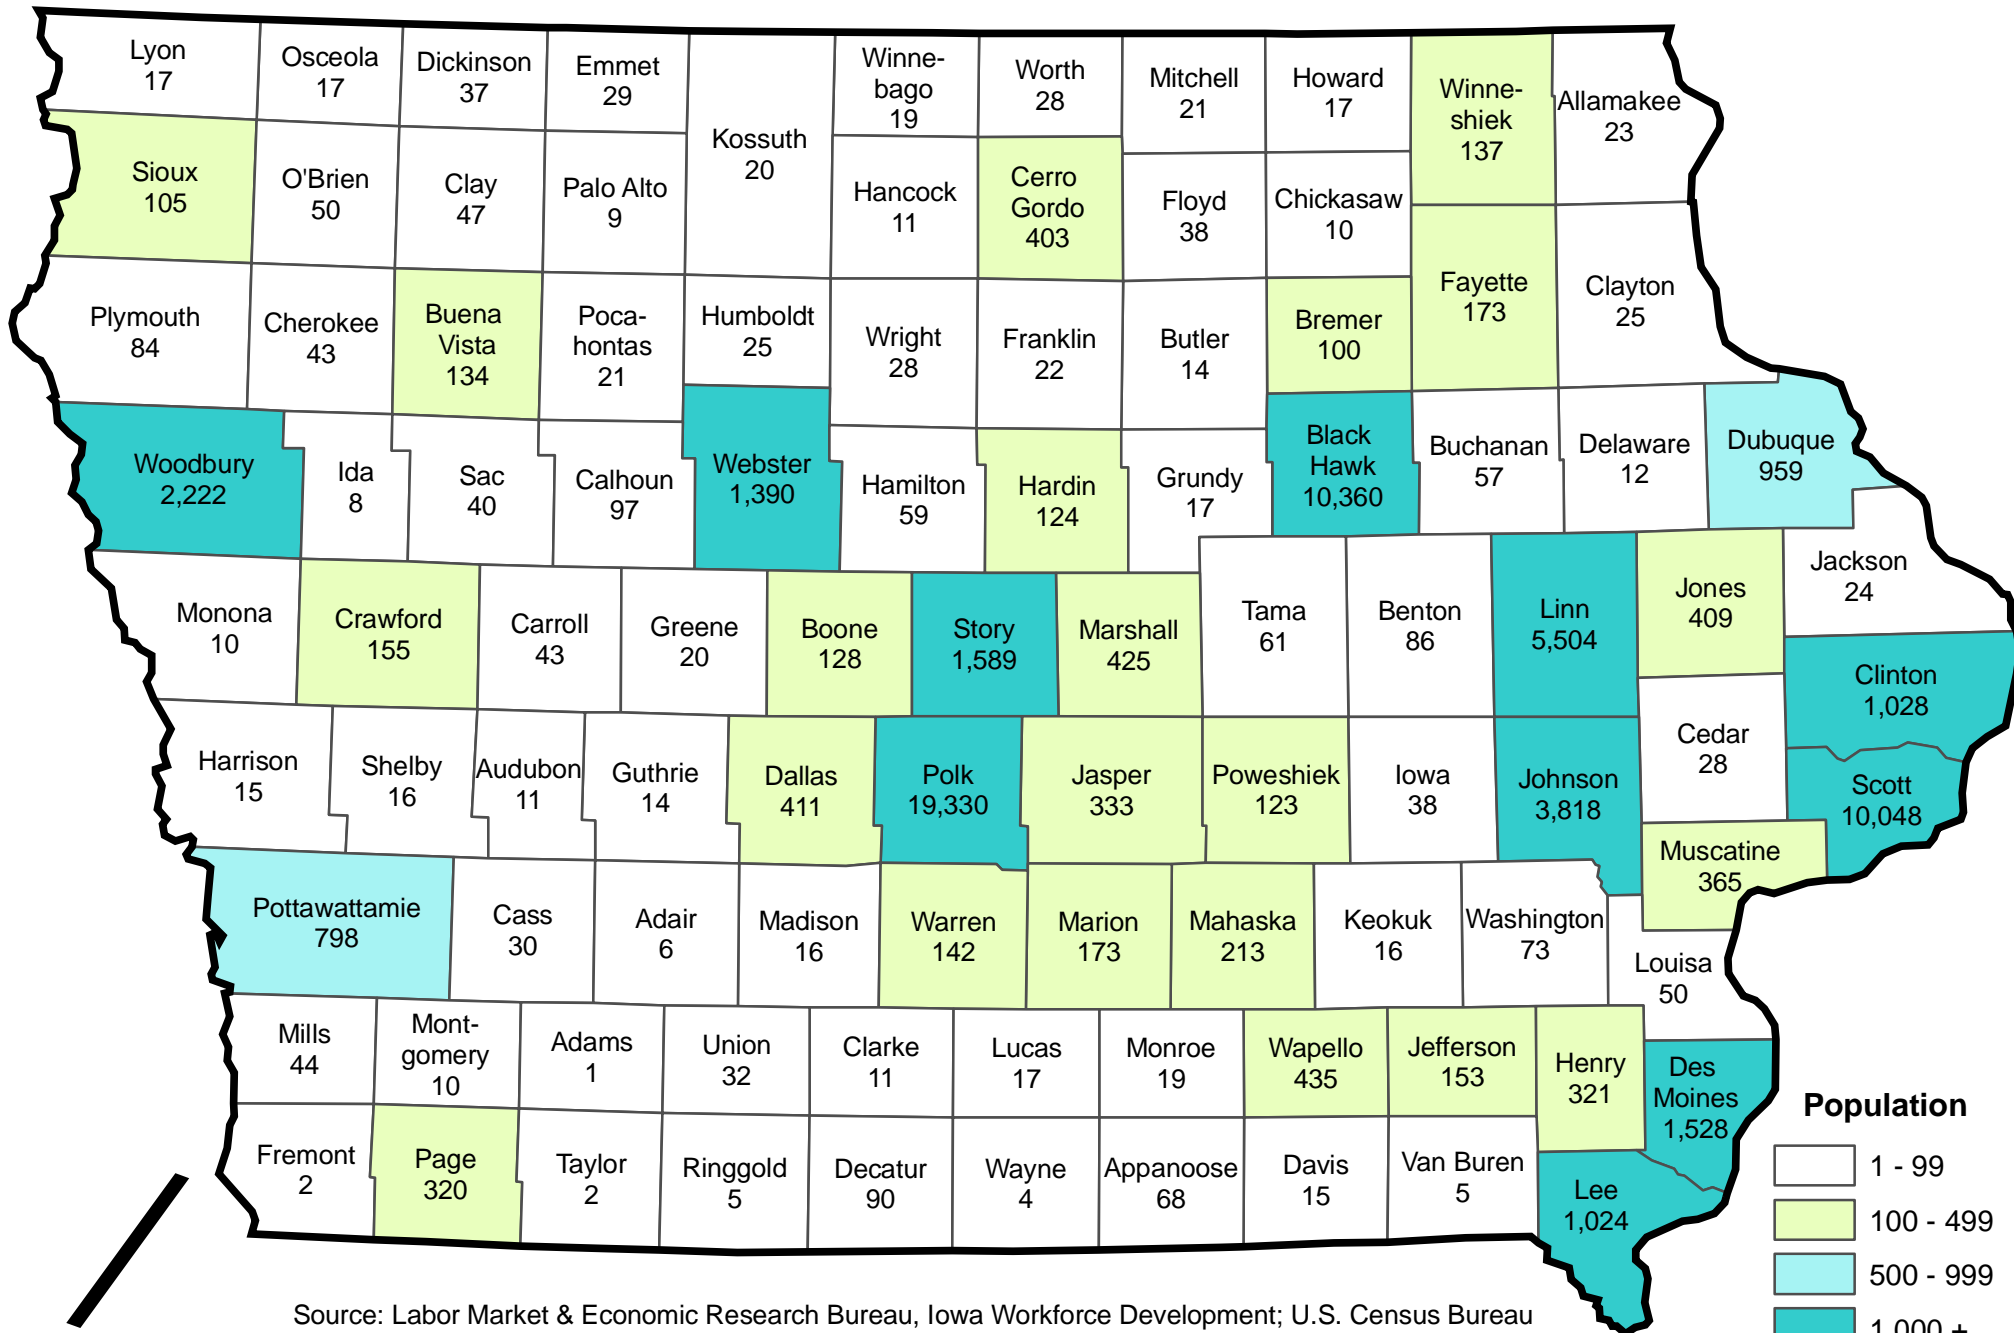 Lyon
17
Osceola
17
Dickinson
37
Emmet
29
Kossuth
20
Winne-
bago
19
Worth
28
Mitchell
21
Howard
17
Winne-
shiek
137
Allamakee
23
Sioux
105
O'Brien
50
Clay
47
Palo Alto
9
Hancock
11
Cerro
Gordo
403
Floyd
38
Chickasaw
10
Fayette
173
Clayton
25
Plymouth
84
Cherokee
43
Buena
Vista
134
Poca-
hontas
21
Humboldt
25
Wright
28
Franklin
22
Butler
14
Bremer
100
Woodbury
2,222
Ida
8
Sac
40
Calhoun
97
Webster
1,390
Hamilton
59
Hardin
124
Grundy
17
Black
Hawk
10,360
Buchanan
57
Delaware
12
Dubuque
959
Monona
10
Crawford
155
Carroll
43
Greene
20
Boone
128
Story
1,589
Marshall
425
Tama
61
Benton
86
Linn
5,504
Jones
409
Jackson
24
Clinton
1,028
Harrison
15
Shelby
16
Audubon
11
Guthrie
14
Dallas
411
Polk
19,330
Jasper
333
Poweshiek
123
Iowa
38
Johnson
3,818
Cedar
28
Scott
10,048
Muscatine
365
Pottawattamie
798
Cass
30
Adair
6
Madison
16
Warren
142
Marion
173
Mahaska
213
Keokuk
16
Washington
73
Louisa
50
Mills
44
Mont-
gomery
10
Adams
1
Union
32
Clarke
11
Lucas
17
Monroe
19
Wapello
435
Jefferson
153
Henry
321
Des
Moines
1,528
Fremont
2
Page
320
Taylor
2
Ringgold
5
Decatur
90
Wayne
4
Appanoose
68
Davis
15
Van Buren
5
Lee
1,024
Population
1 - 99
100 - 499
500 - 999
1,000 +
Source: Labor Market & Economic Research Bureau, Iowa Workforce Development; U.S. Census Bureau